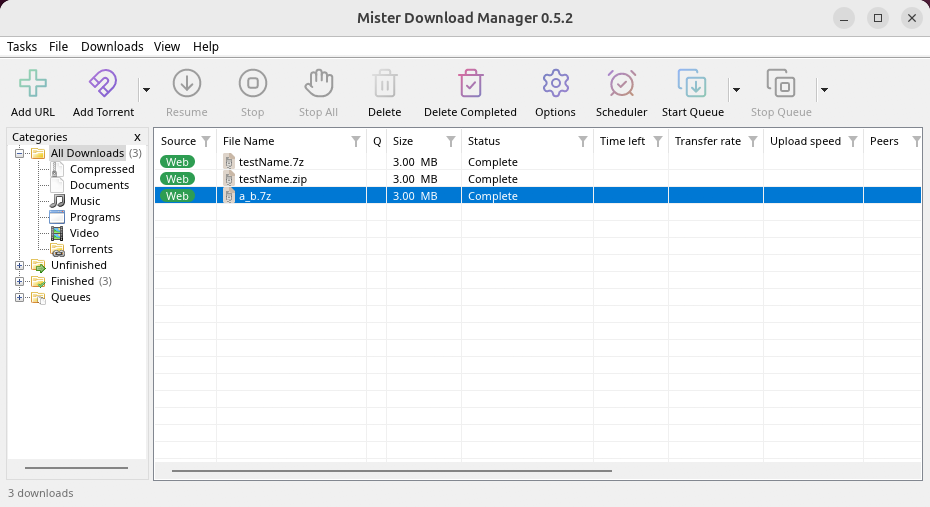 Mister Download Manager 0.5.2
Tasks File Downloads View Help
Add URL Add Torrent Resume Stop Stop All Delete Delete Completed Options Scheduler Start Queue Stop Queue
Categories x
All Downloads (3)
Compressed
Documents
Music
Programs
Video
Torrents
Unfinished
Finished (3)
Queues
Source File Name Q Size Status Time left Transfer rate Upload speed Peers
Web testName.7z 3.00 MB Complete
Web testName.zip 3.00 MB Complete
Web a_b.7z 3.00 MB Complete
3 downloads